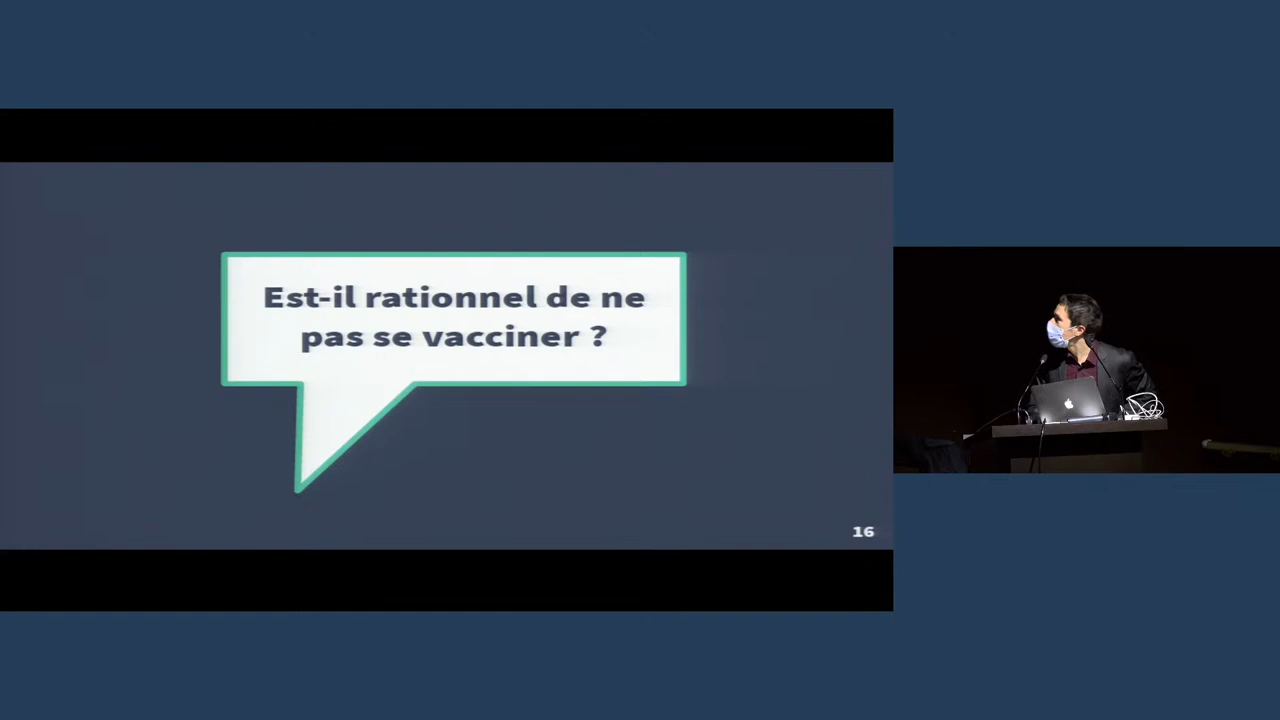 Est-il rationnel de ne
pas se vacciner ?
16